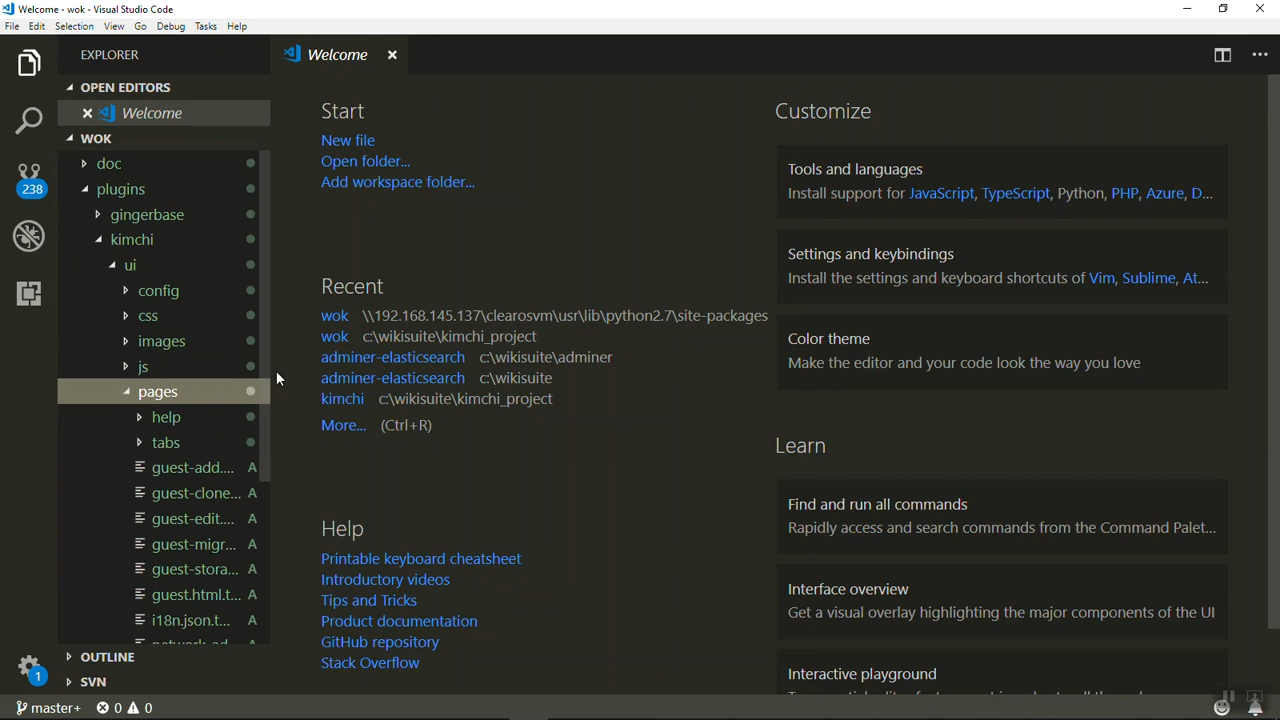 Welcome - wok - Visual Studio Code
File Edit Selection View Go Debug Tasks Help
EXPLORER
OPEN EDITORS
Welcome
WOK
doc
plugins
gingerbase
kimchi
ui
config
css
images
js
pages
help
tabs
guest-add.... A
guest-clone... A
guest-edit.... A
guest-migr... A
guest-stora... A
guest.html.t... A
i18n.json.t... A
OUTLINE
SVN
238
1
master+ 0 0
Welcome
Start
New file
Open folder...
Add workspace folder...
Recent
wok \\192.168.145.137\clearosvm\usr\lib\python2.7\site-packages
wok c:\wikisuite\kimchi_project
adminer-elasticsearch c:\wikisuite\adminer
adminer-elasticsearch c:\wikisuite
kimchi c:\wikisuite\kimchi_project
More... (Ctrl+R)
Help
Printable keyboard cheatsheet
Introductory videos
Tips and Tricks
Product documentation
GitHub repository
Stack Overflow
Customize
Tools and languages
Install support for JavaScript, TypeScript, Python, PHP, Azure, D...
Settings and keybindings
Install the settings and keyboard shortcuts of Vim, Sublime, At...
Color theme
Make the editor and your code look the way you love
Learn
Find and run all commands
Rapidly access and search commands from the Command Palet...
Interface overview
Get a visual overlay highlighting the major components of the UI
Interactive playground